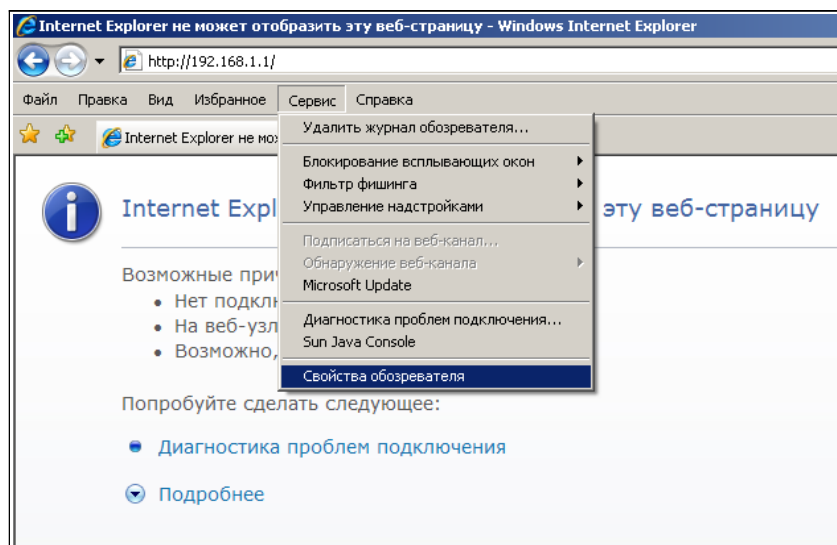 Internet Explorer не может отобразить эту веб-страницу - Windows Internet Explorer
http://192.168.1.1/
Файл Правка Вид Избранное Сервис Справка
Internet Explorer не мо
Удалить журнал обозревателя...
Блокирование всплывающих окон
Фильтр фишинга
Управление надстройками
Подписаться на веб-канал...
Обнаружение веб-канала
Microsoft Update
Диагностика проблем подключения...
Sun Java Console
Свойства обозревателя
Internet Expl эту веб-страницу
Возможные при
Нет подкл
На веб-узл
Возможно,
Попробуйте сделать следующее:
Диагностика проблем подключения
Подробнее